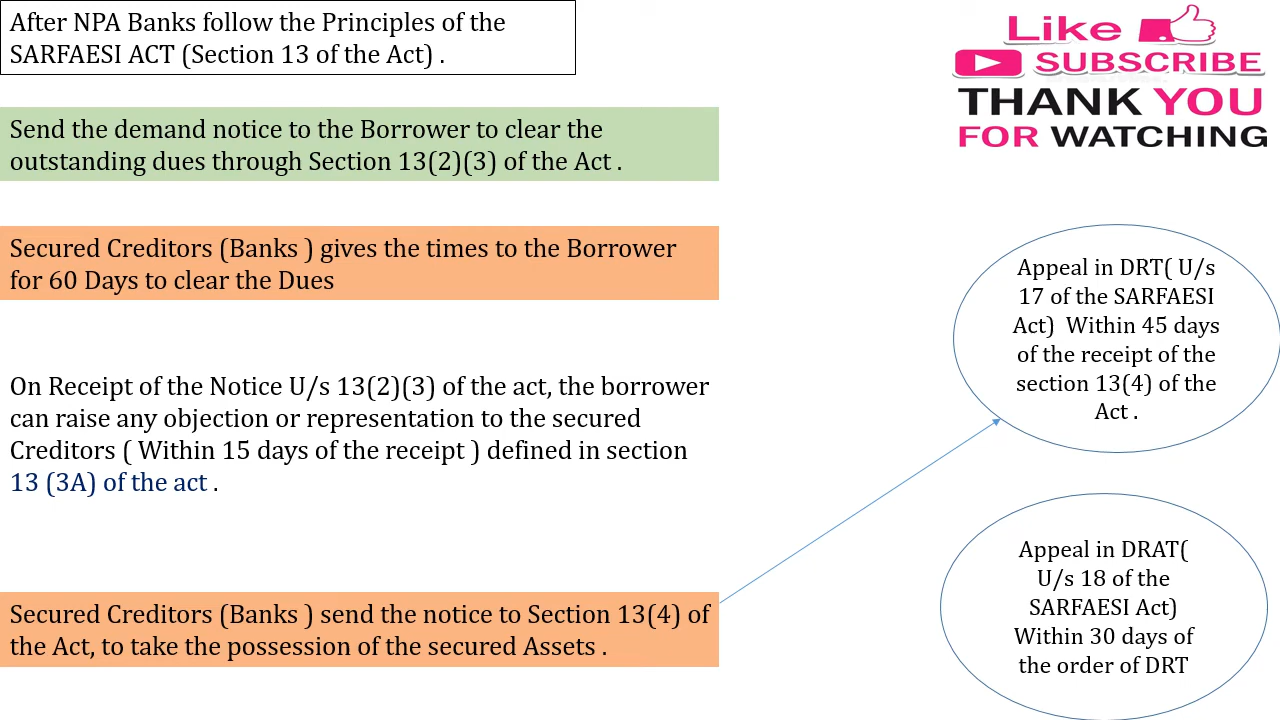 After NPA Banks follow the Principles of the
SARFAESI ACT (Section 13 of the Act) .
Send the demand notice to the Borrower to clear the
outstanding dues through Section 13(2)(3) of the Act .
Secured Creditors (Banks ) gives the times to the Borrower
for 60 Days to clear the Dues
On Receipt of the Notice U/s 13(2)(3) of the act, the borrower
can raise any objection or representation to the secured
Creditors ( Within 15 days of the receipt ) defined in section
13 (3A) of the act .
Secured Creditors (Banks ) send the notice to Section 13(4) of
the Act, to take the possession of the secured Assets .
Like
SUBSCRIBE
THANK YOU
FOR WATCHING
Appeal in DRT( U/s
17 of the SARFAESI
Act)  Within 45 days
of the receipt of the
section 13(4) of the
Act .
Appeal in DRAT(
U/s 18 of the
SARFAESI Act)
Within 30 days of
the order of DRT